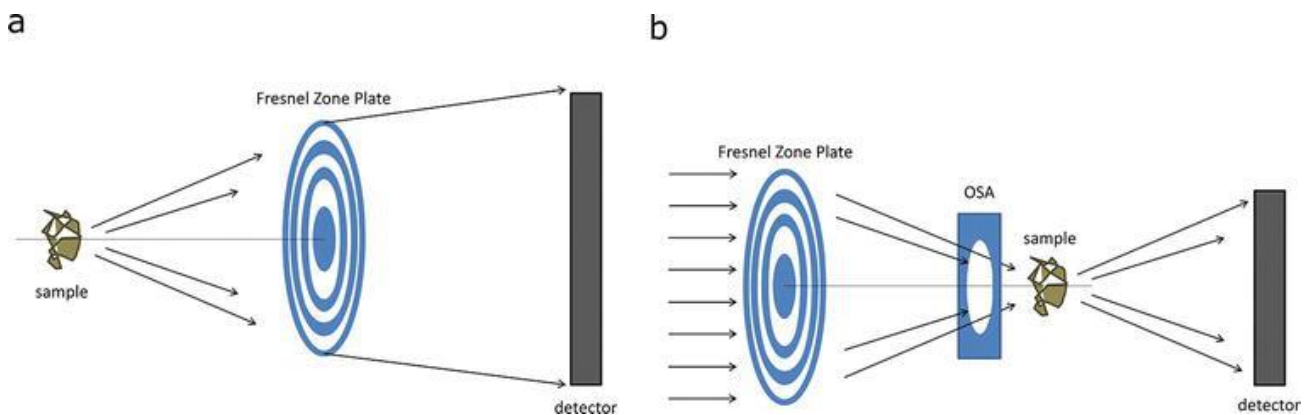 a
Fresnel Zone Plate
sample
detector
b
Fresnel Zone Plate
OSA
sample
detector